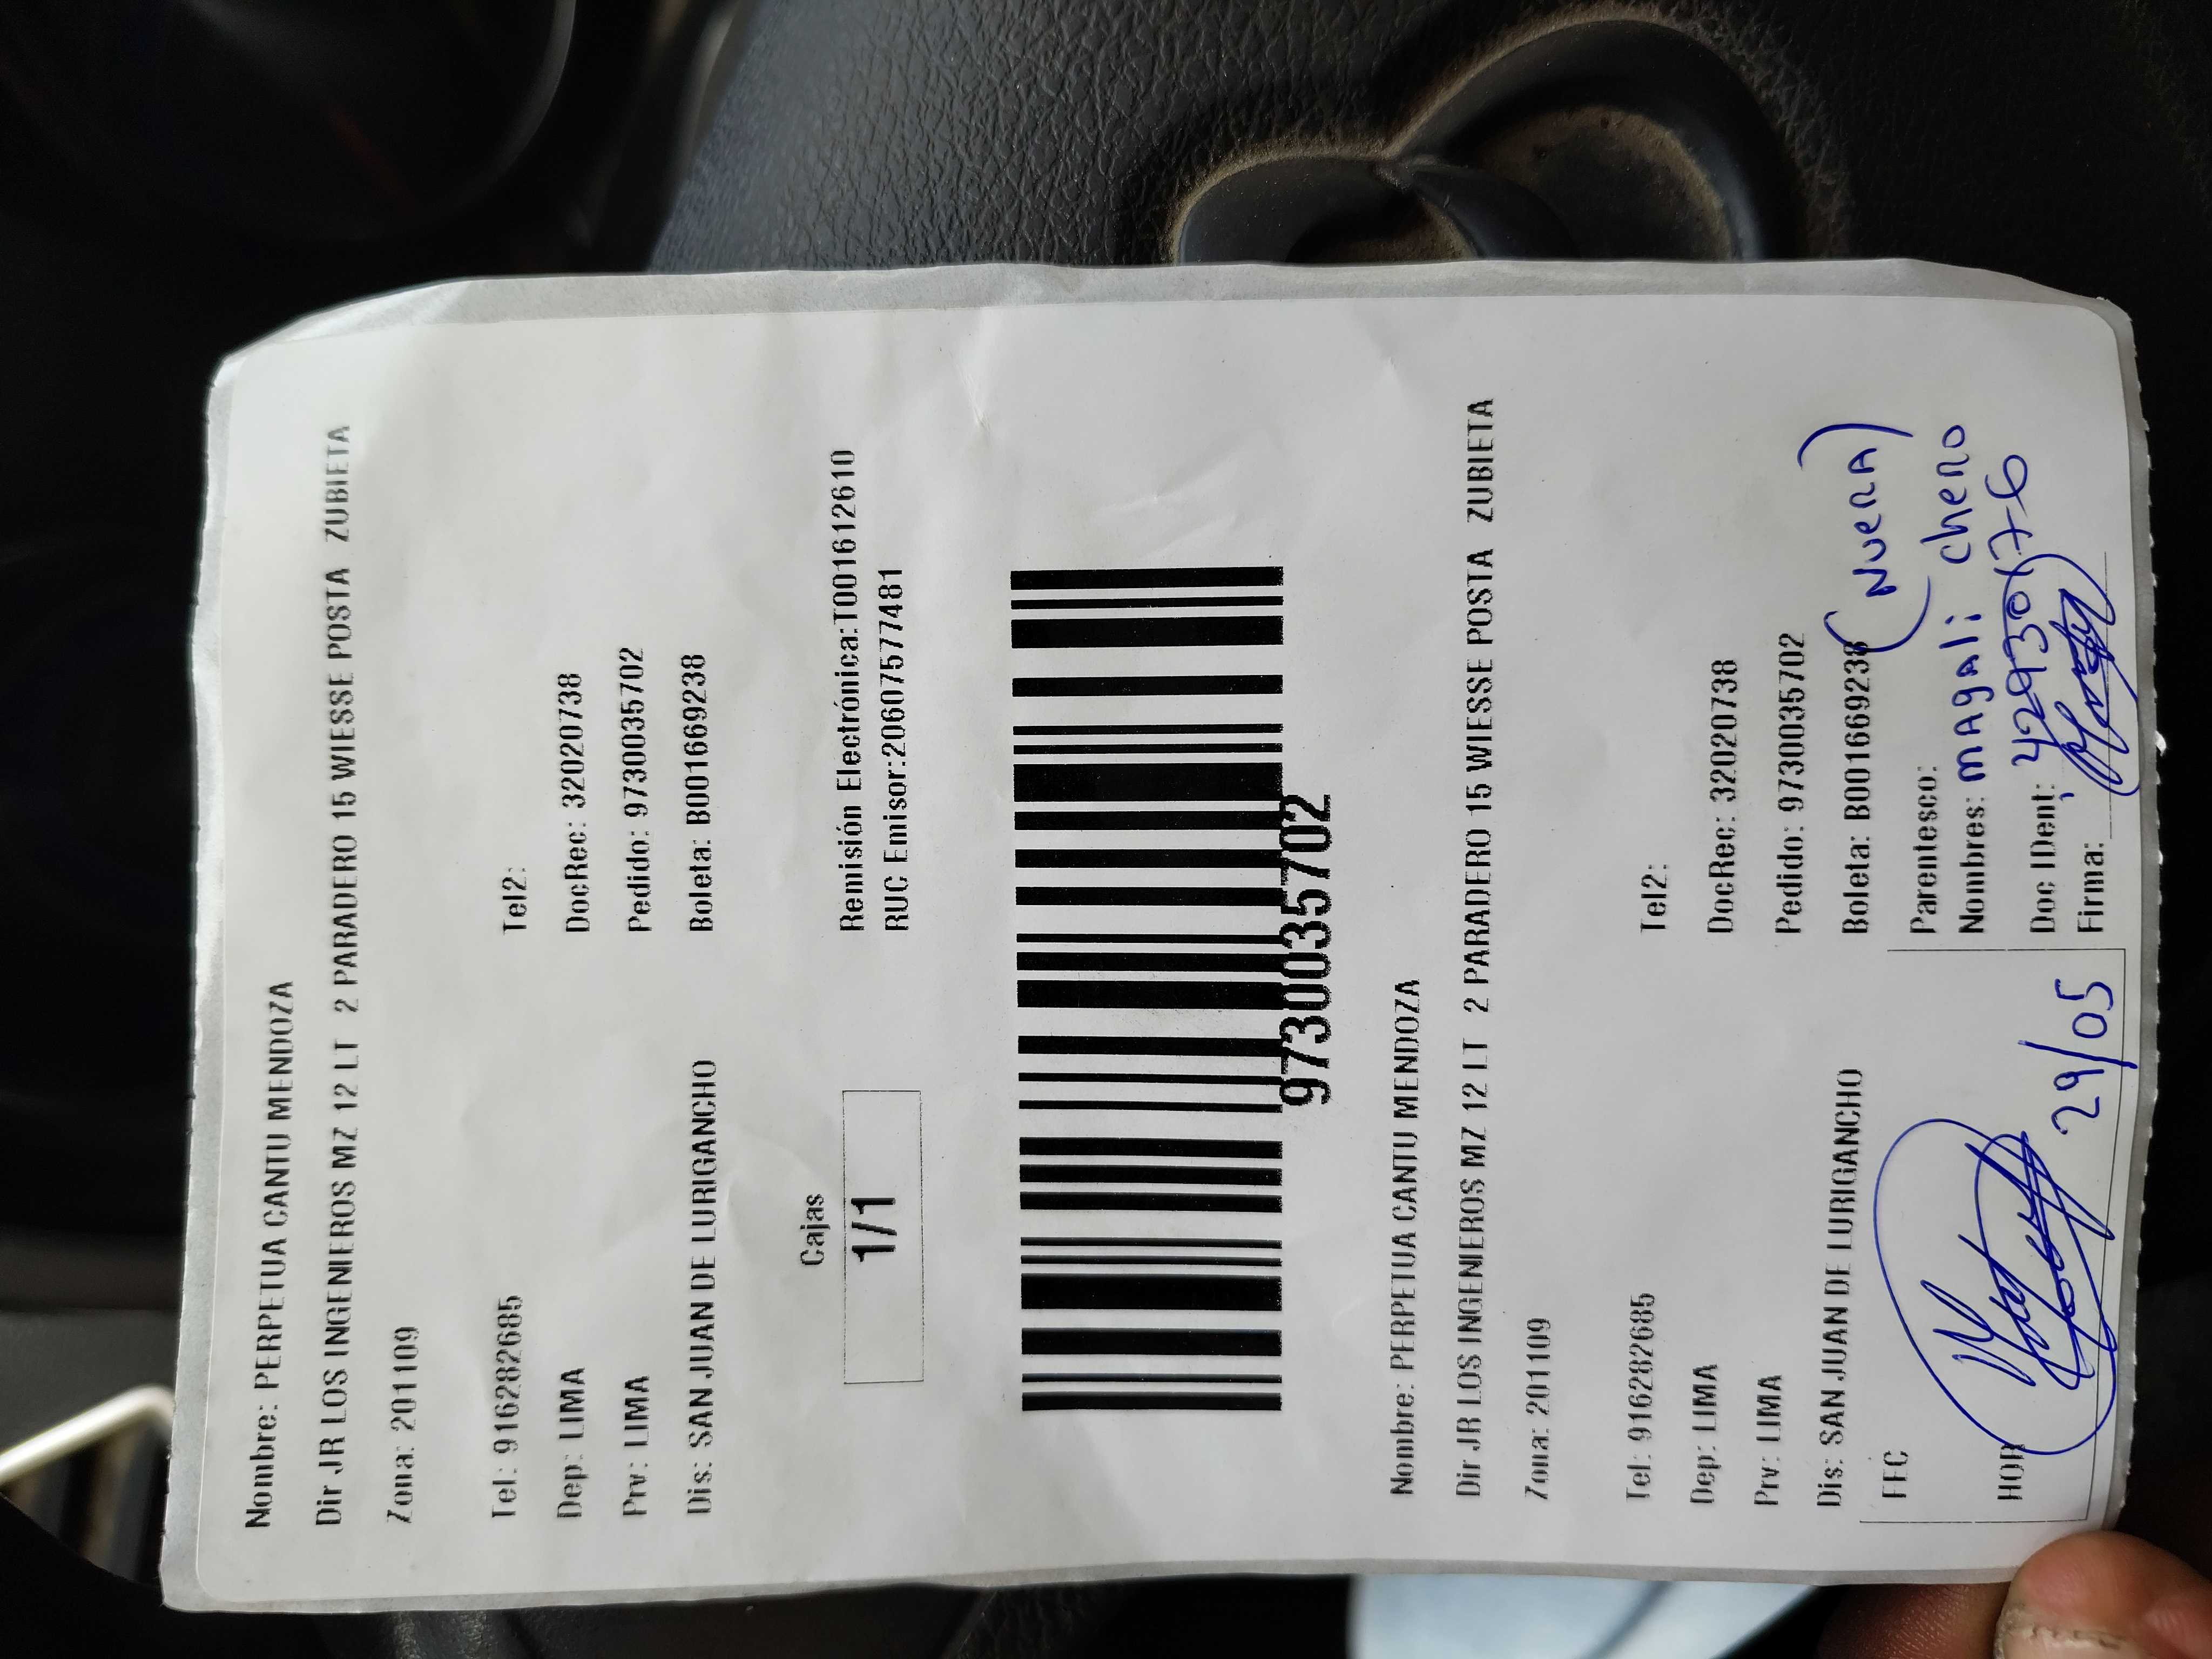 Nombre: PERPETUA CANTU MENDOZA
Dir JR LOS INGENIEROS MZ 12 LT 2 PARADERO 15 WIESSE POSTA ZUBIETA
Zona: 201109
Tel: 916282685 Tel2:
Dep: LIMA DocRec: 32020738
Prv: LIMA Pedido: 9730035702
Dis: SAN JUAN DE LURIGANCHO Boleta: B001669238
Cajas
1/1
Remisión Electrónica:T001612610
RUC Emisor:20607577481
9730035702
Nombre: PERPETUA CANTU MENDOZA
Dir JR LOS INGENIEROS MZ 12 LT 2 PARADERO 15 WIESSE POSTA ZUBIETA
Zona: 201109
Tel: 916282685 Tel2:
Dep: LIMA DocRec: 32020738
Prv: LIMA Pedido: 9730035702
Dis: SAN JUAN DE LURIGANCHO Boleta: B001669238
FEC
HOR
29/05
Parentesco: (NUERA)
Nombres: MAGALI Chero
Doc IDent:
Firma: